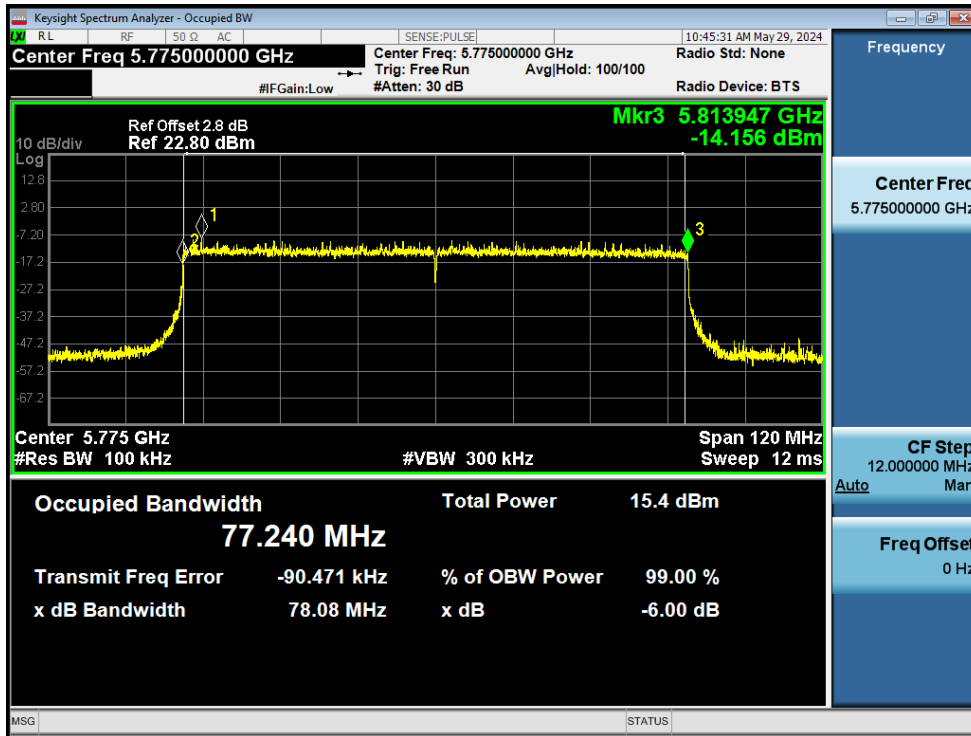 Keysight Spectrum Analyzer - Occupied BW
LXI RL RF 50 Ω AC SENSE:PULSE 10:45:31 AM May 29, 2024
Center Freq 5.775000000 GHz
Center Freq: 5.775000000 GHz
Radio Std: None
Trig: Free Run Avg|Hold: 100/100
#IFGain:Low #Atten: 30 dB Radio Device: BTS
Mkr3 5.813947 GHz
-14.156 dBm
Ref Offset 2.8 dB
10 dB/div Ref 22.80 dBm
Log
12.8
2.80
-7.20
-17.2
-27.2
-37.2
-47.2
-57.2
-67.2
1
2
3
Center 5.775 GHz Span 120 MHz
#Res BW 100 kHz #VBW 300 kHz Sweep 12 ms
Occupied Bandwidth Total Power 15.4 dBm
77.240 MHz
Transmit Freq Error -90.471 kHz % of OBW Power 99.00 %
x dB Bandwidth 78.08 MHz x dB -6.00 dB
Frequency
Center Freq
5.775000000 GHz
CF Step
12.000000 MHz
Auto Man
Freq Offset
0 Hz
MSG STATUS